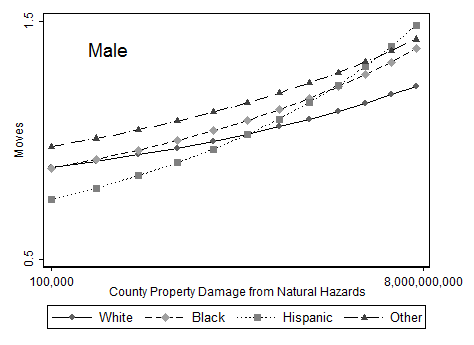 1.5
Male
Moves
0.5
100,000
8,000,000,000
County Property Damage from Natural Hazards
White Black Hispanic Other